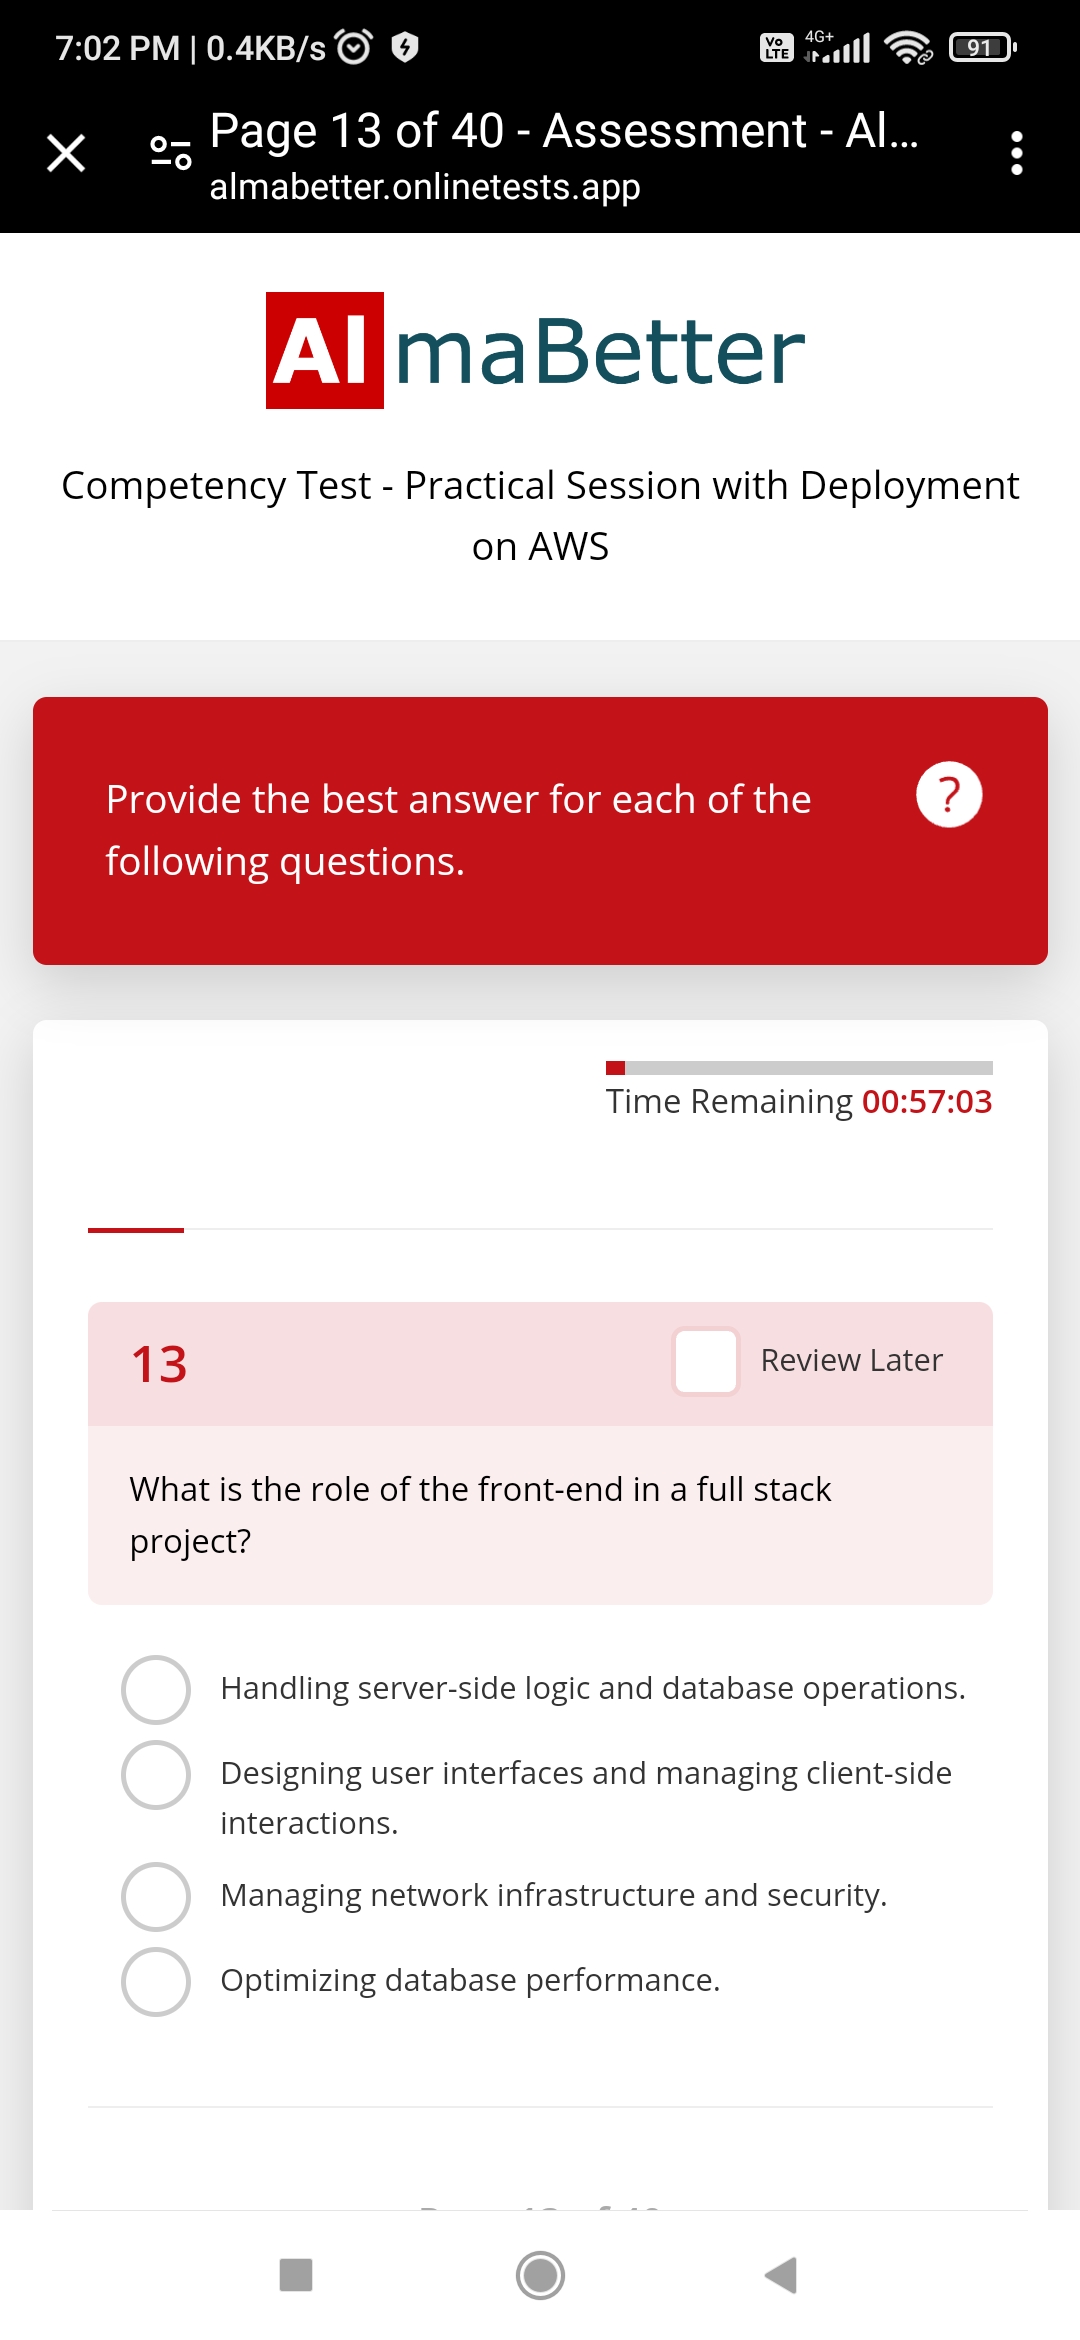 7:02 PM | 0.4KB/s
Vo LTE 4G+ 91
Page 13 of 40 - Assessment - Al...
almabetter.onlinetests.app
AlmaBetter
Competency Test - Practical Session with Deployment
on AWS
Provide the best answer for each of the
following questions.
?
Time Remaining 00:57:03
13
Review Later
What is the role of the front-end in a full stack
project?
Handling server-side logic and database operations.
Designing user interfaces and managing client-side
interactions.
Managing network infrastructure and security.
Optimizing database performance.